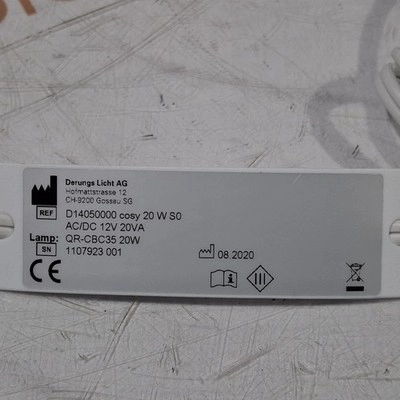 Derungs Licht AG
Hofmattstrasse 12
CH-9200 Gossau SG
REF D14050000 cosy 20 W S0
AC/DC 12V 20VA
Lamp: QR-CBC35 20W
SN 1107923 001
08.2020
CE